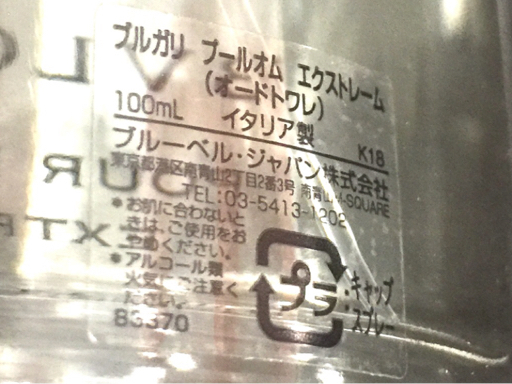 ブルガリ プールオム エクストレーム
(オードトワレ)
100mL イタリア製 K18
ブルーベル・ジャパン株式会社
東京都港区南青山2丁目2番3号 南青山・M-SQUARE
TEL:03-5413-1202
●お肌に合わないと
きは、ご使用をお
やめください。
●アルコール類
火気にご注意く
ださい。
83370
プラ
・キャップ
・スプレー